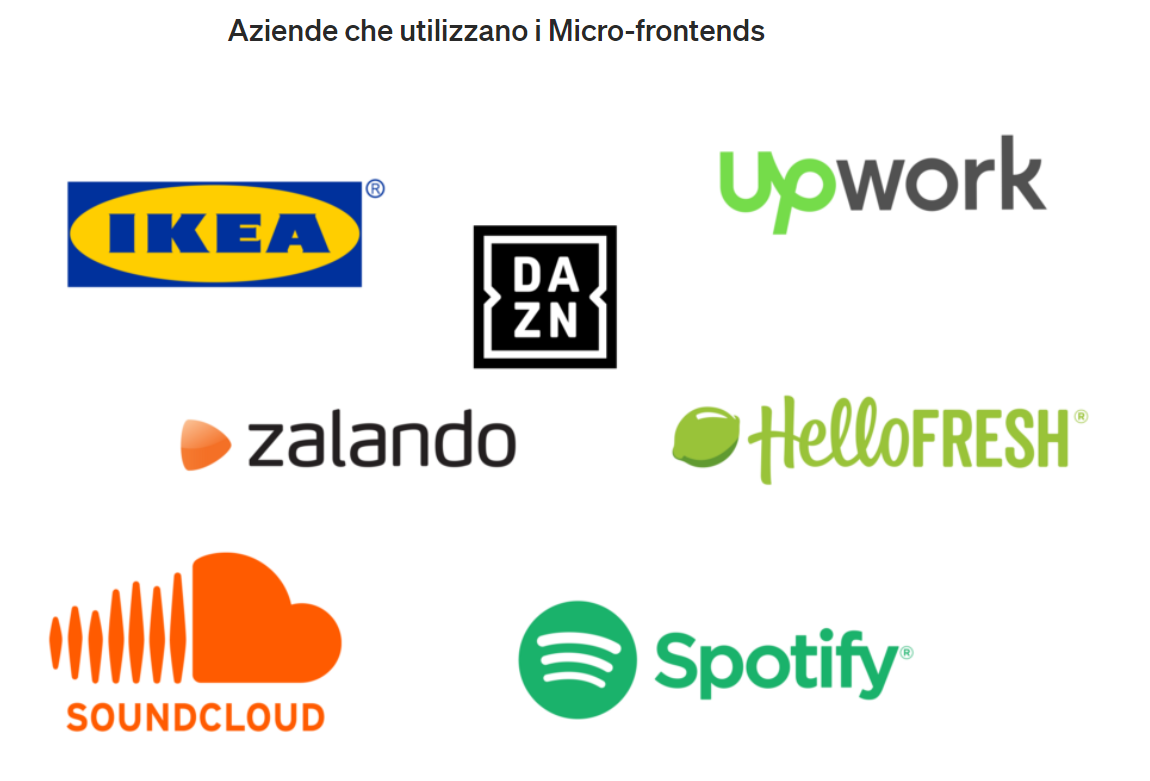 Aziende che utilizzano i Micro-frontends
upwork
IKEA®
DA
ZN
zalando
HelloFRESH®
SOUNDCLOUD
Spotify®